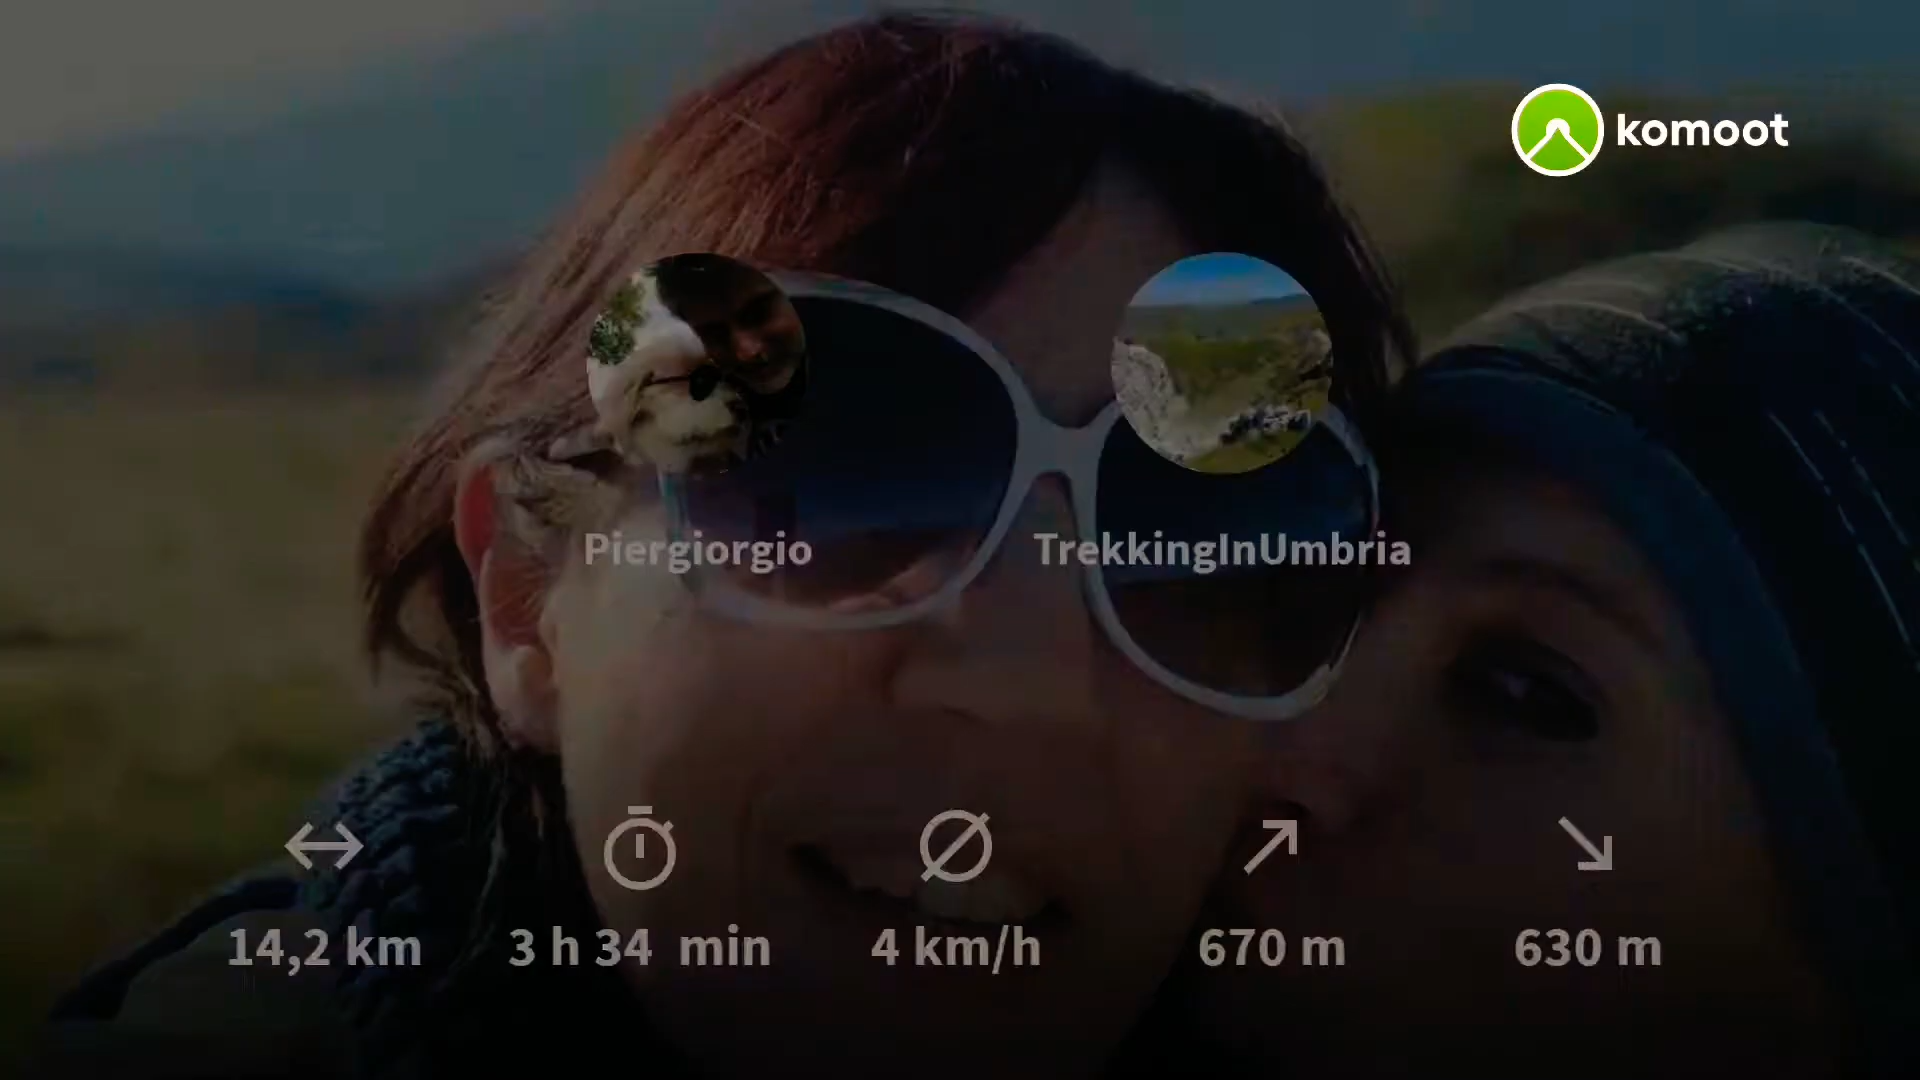 komoot
Piergiorgio
TrekkingInUmbria
14,2 km
3 h 34 min
4 km/h
670 m
630 m